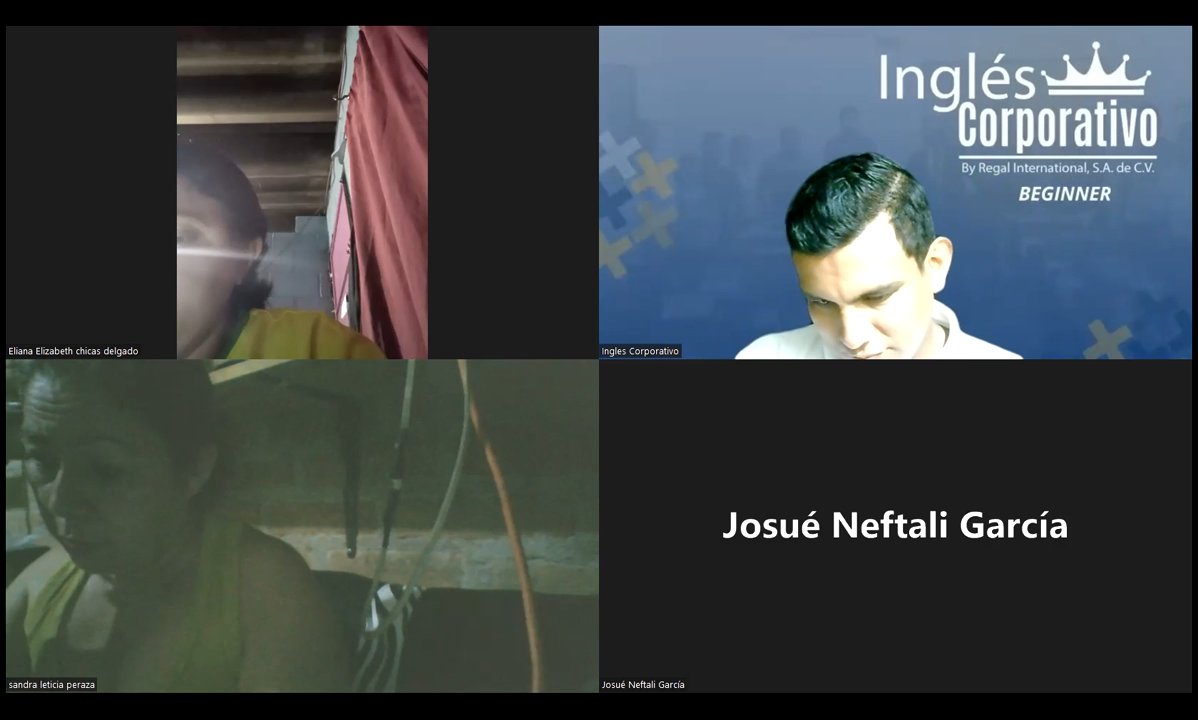 Inglés
Corporativo
By Regal International, S.A. de C.V.
BEGINNER
Eliana Elizabeth chicas delgado
Ingles Corporativo
Josué Neftali García
sandra leticia peraza
Josué Neftali García